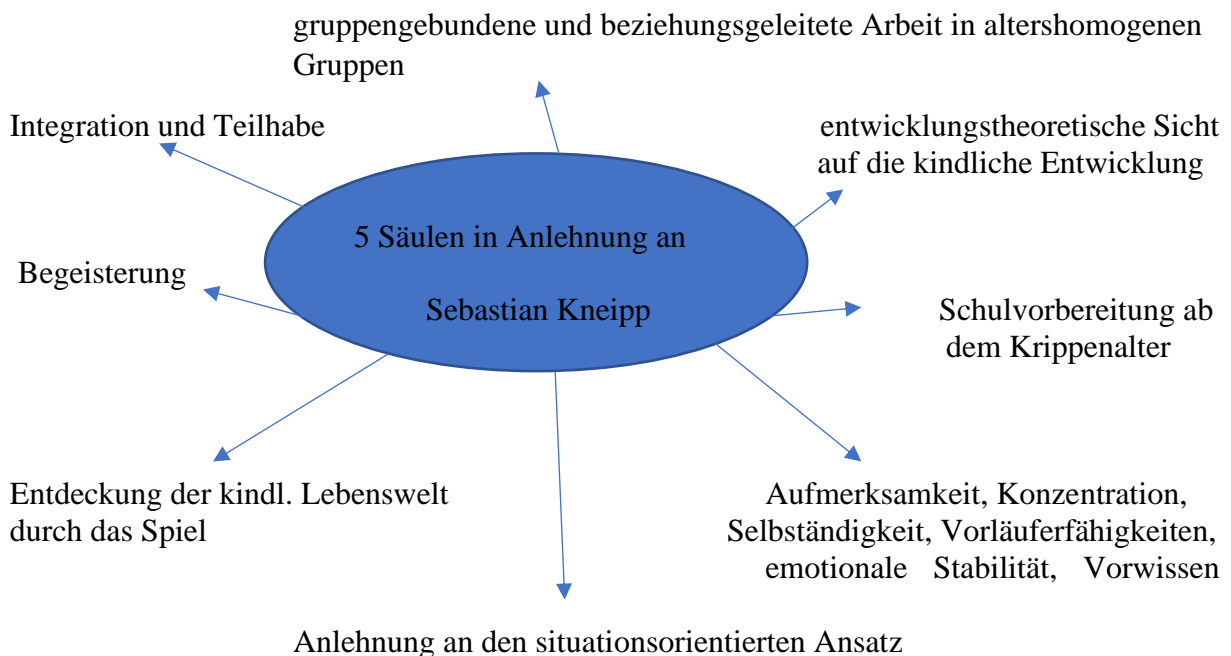 gruppengebundene und beziehungsgeleitete Arbeit in altershomogenen
Gruppen
Integration und Teilhabe
entwicklungstheoretische Sicht
auf die kindliche Entwicklung
5 Säulen in Anlehnung an
Sebastian Kneipp
Begeisterung
Schulvorbereitung ab
dem Krippenalter
Entdeckung der kindl. Lebenswelt
durch das Spiel
Aufmerksamkeit, Konzentration,
Selbständigkeit, Vorläuferfähigkeiten,
emotionale Stabilität, Vorwissen
Anlehnung an den situationsorientierten Ansatz